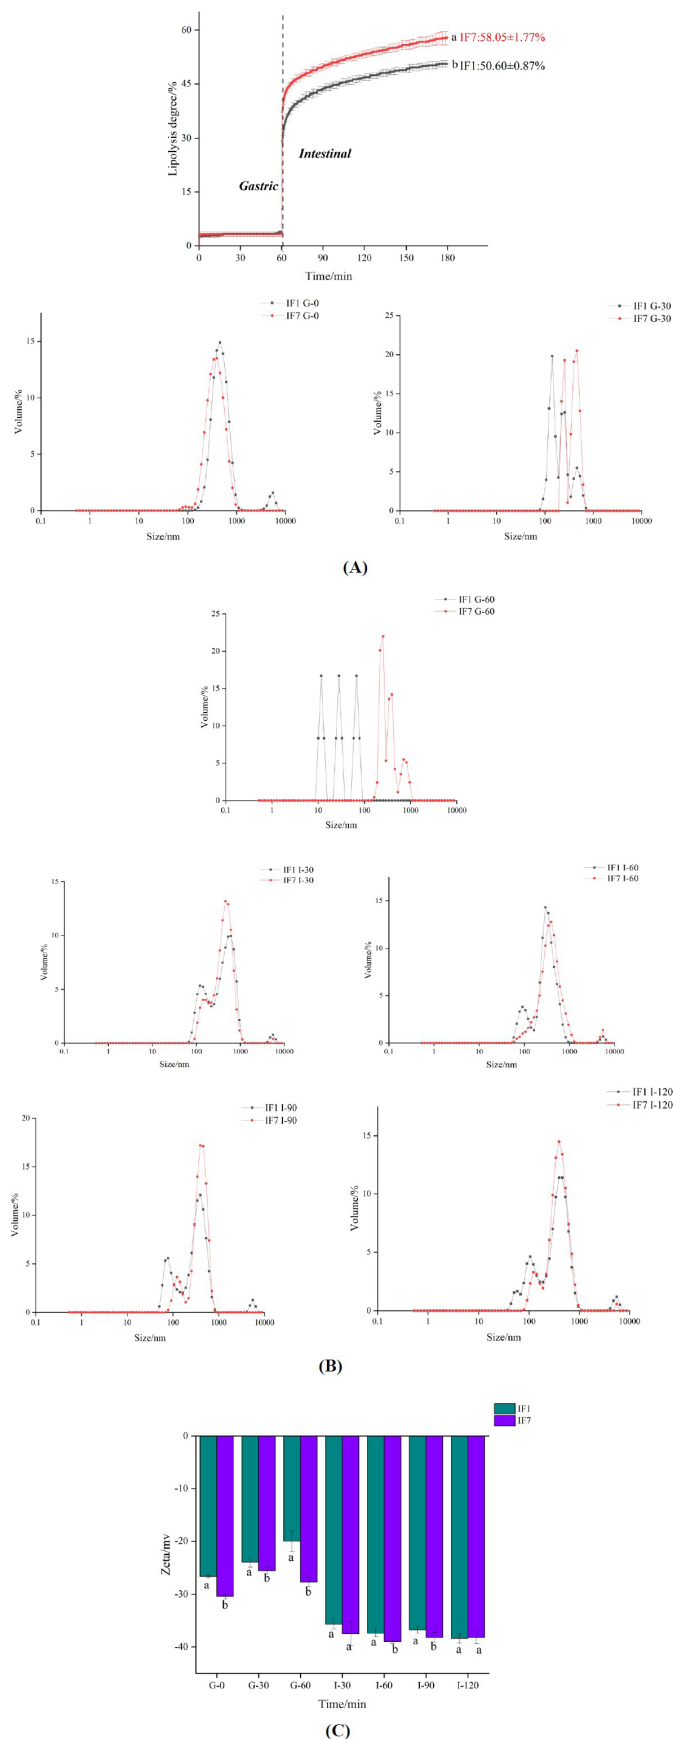 60
45
30
15
0
Lipolysis degree/%
a IF7:58.05±1.77%
b IF1:50.60±0.87%
Intestinal
Gastric
0 30 60 90 120 150 180
Time/min
IF1 G-0
IF7 G-0
15
10
5
0
Volume/%
0.1 1 10 100 1000 10000
Size/nm
IF1 G-30
IF7 G-30
25
20
15
10
5
0
Volume/%
0.1 1 10 100 1000 10000
Size/nm
(A)
IF1 G-60
IF7 G-60
25
20
15
10
5
0
Volume/%
0.1 1 10 100 1000 10000
Size/nm
IF1 I-30
IF7 I-30
15
10
5
0
Volume/%
0.1 1 10 100 1000 10000
Size/nm
IF1 I-60
IF7 I-60
15
10
5
0
Volume/%
0.1 1 10 100 1000 10000
Size/nm
IF1 I-90
IF7 I-90
20
15
10
5
0
Volume/%
0.1 1 10 100 1000 10000
Size/nm
IF1 I-120
IF7 I-120
15
10
5
0
Volume/%
0.1 1 10 100 1000 10000
Size/nm
(B)
IF1
IF7
0
-10
-20
-30
-40
Zeta/mv
a b a b a b a a a b a b a a
G-0 G-30 G-60 I-30 I-60 I-90 I-120
Time/min
(C)